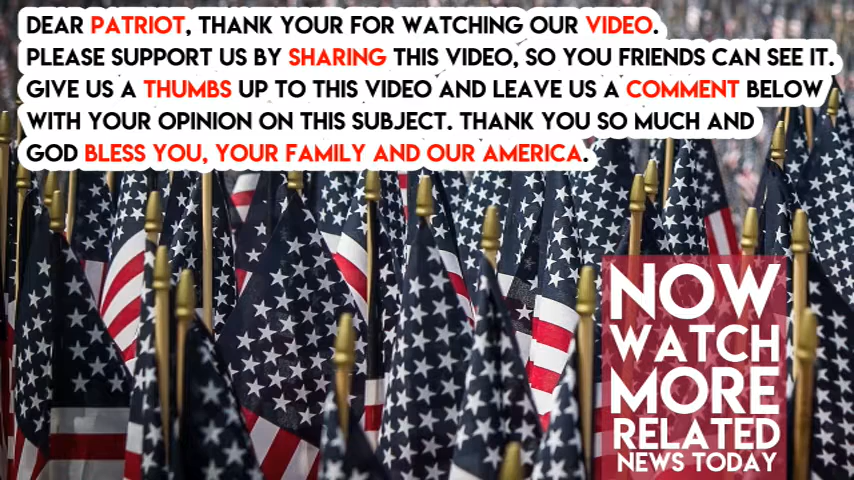 DEAR PATRIOT, THANK YOUR FOR WATCHING OUR VIDEO.
PLEASE SUPPORT US BY SHARING THIS VIDEO, SO YOU FRIENDS CAN SEE IT.
GIVE US A THUMBS UP TO THIS VIDEO AND LEAVE US A COMMENT BELOW
WITH YOUR OPINION ON THIS SUBJECT. THANK YOU SO MUCH AND
GOD BLESS YOU, YOUR FAMILY AND OUR AMERICA.
NOW
WATCH
MORE
RELATED
NEWS TODAY